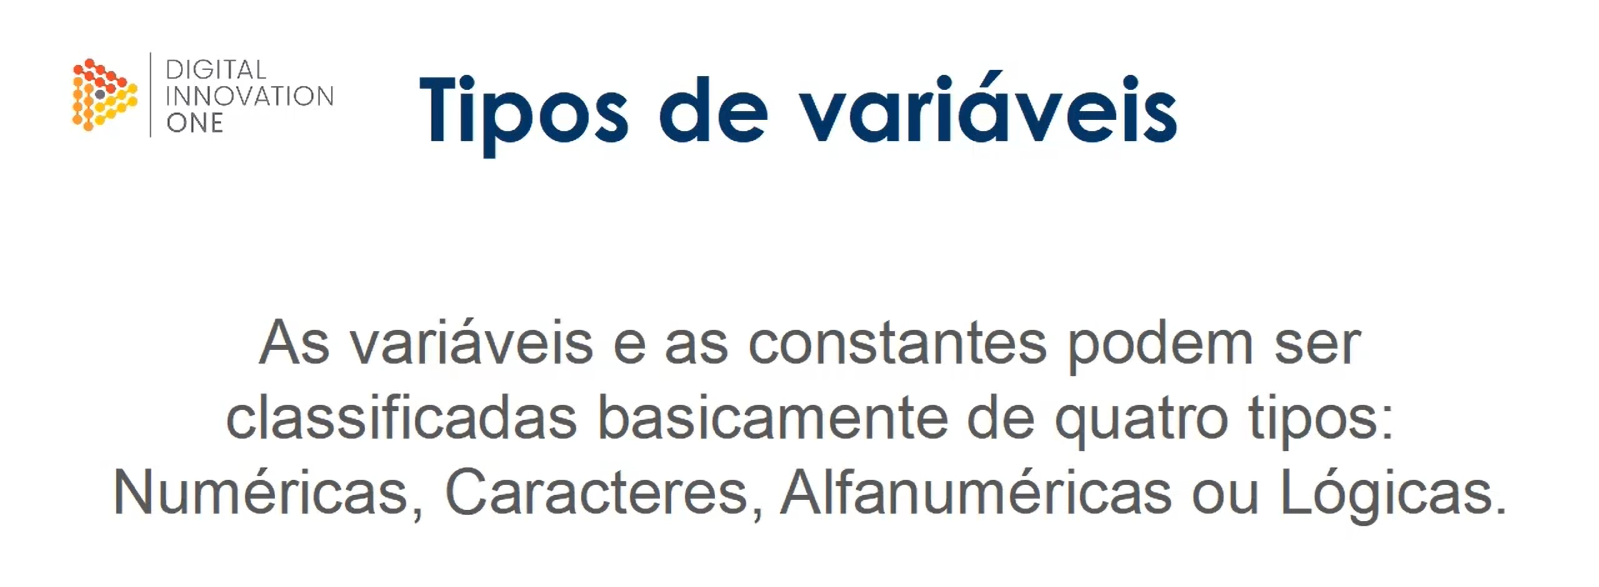 DIGITAL
INNOVATION
ONE
Tipos de variáveis
As variáveis e as constantes podem ser
classificadas basicamente de quatro tipos:
Numéricas, Caracteres, Alfanuméricas ou Lógicas.